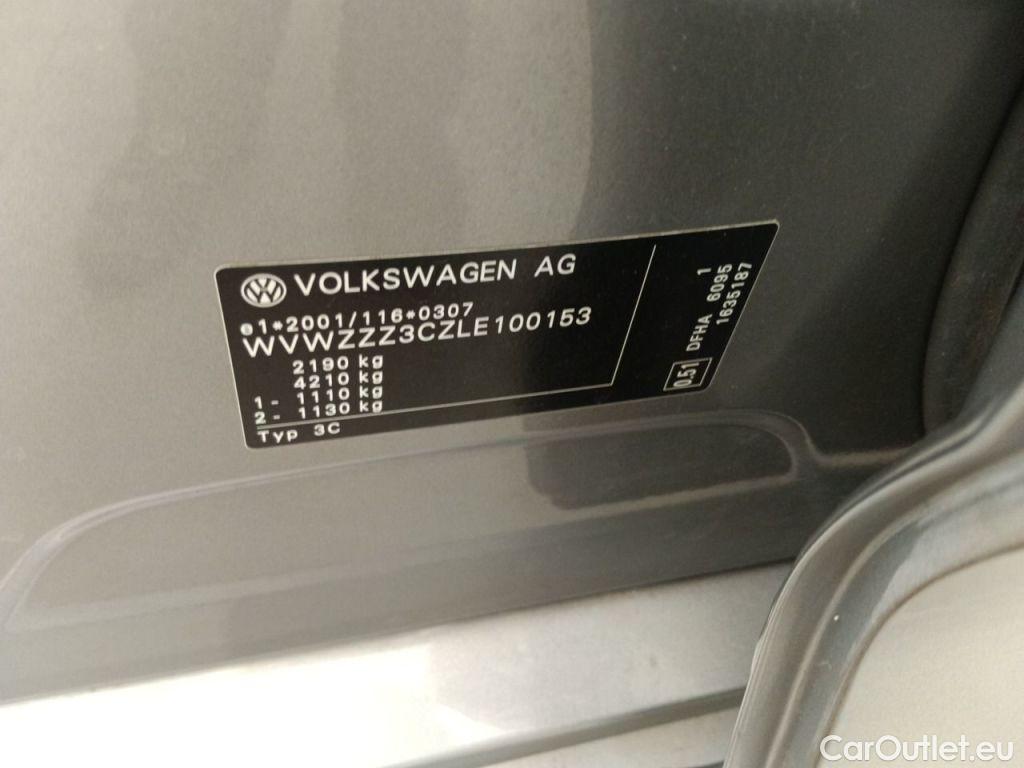 VOLKSWAGEN AG
e1*2001/116*0307
WVWZZZ3CZLE100153
2190 kg
4210 kg
1 - 1110 kg
2 - 1130 kg
Typ 3C
0.51 DFHA 6095 1
1635187
CarOutlet.eu